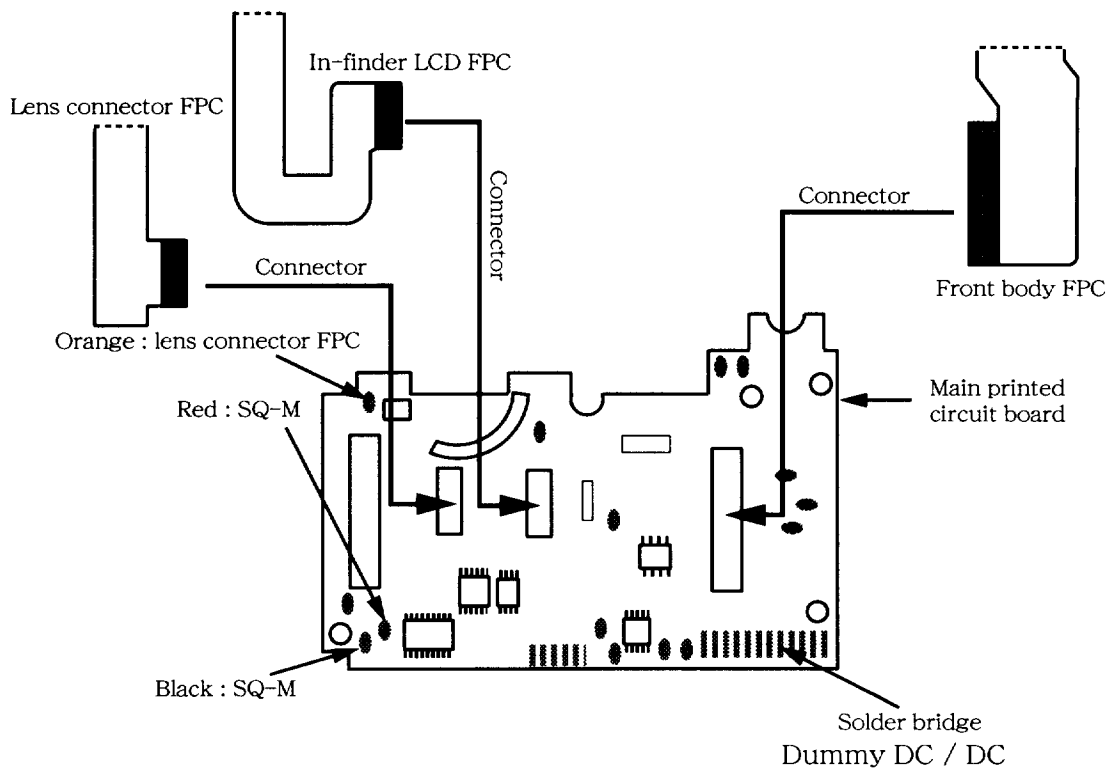 In-finder LCD FPC
Lens connector FPC
Connector
Connector
Connector
Front body FPC
Orange : lens connector FPC
Red : SQ-M
Main printed
circuit board
Black : SQ-M
Solder bridge
Dummy DC / DC